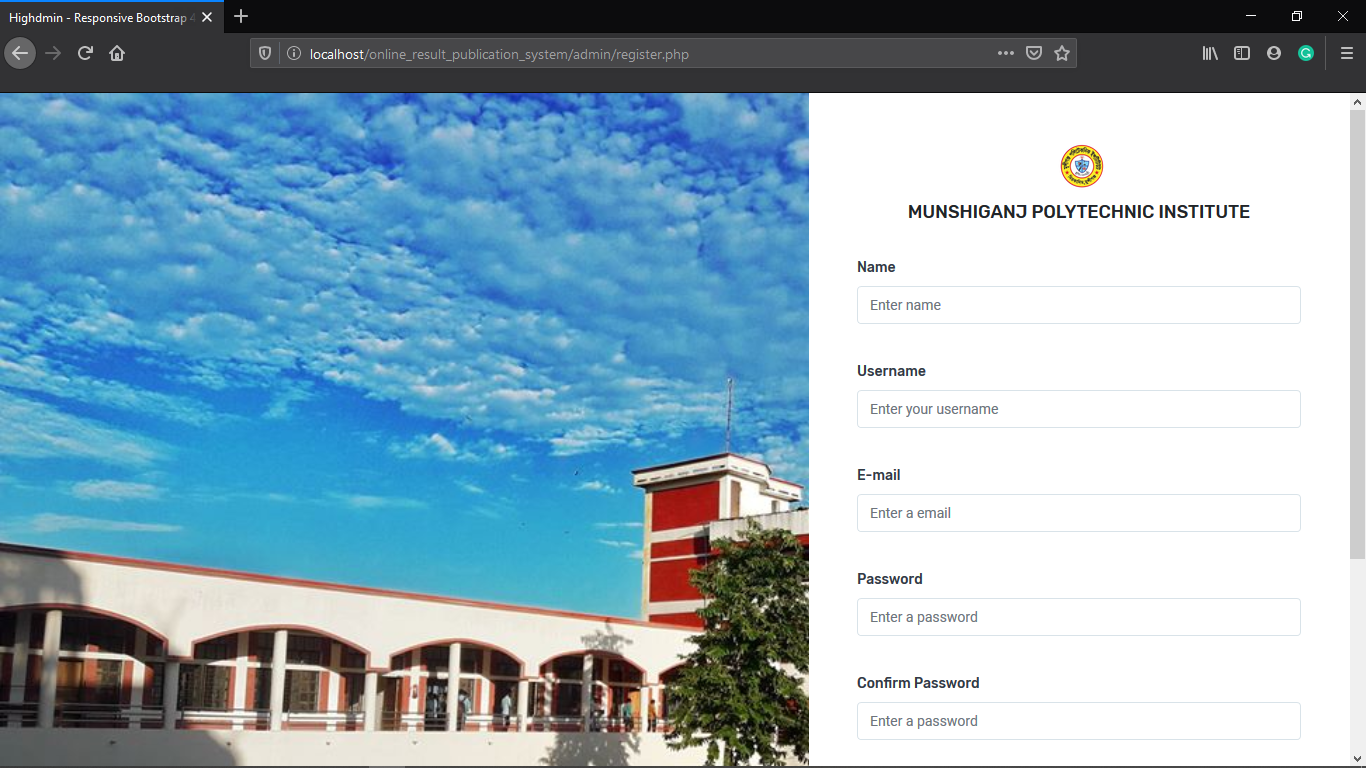 Highdmin - Responsive Bootstrap 4
localhost/online_result_publication_system/admin/register.php
MUNSHIGANJ POLYTECHNIC INSTITUTE
Name
Enter name
Username
Enter your username
E-mail
Enter a email
Password
Enter a password
Confirm Password
Enter a password